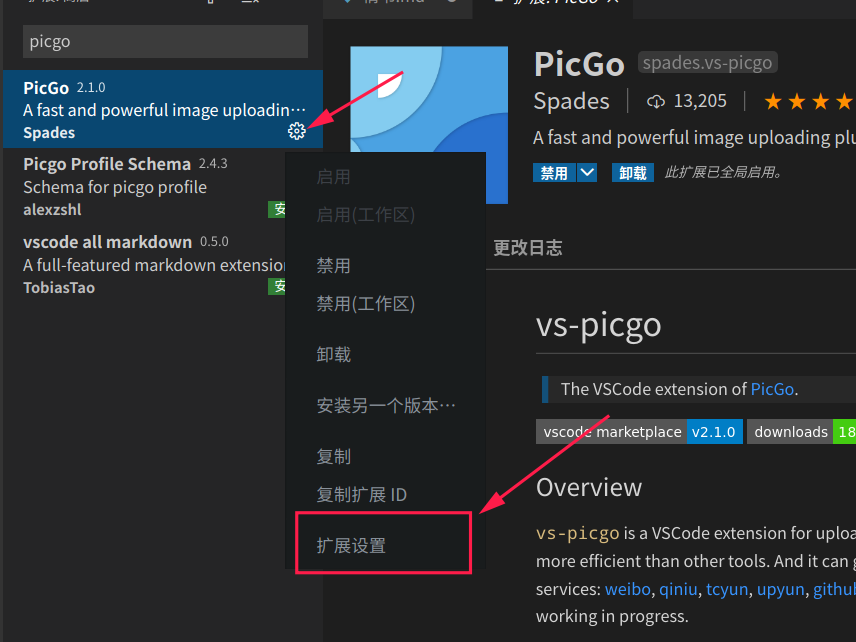 picgo
PicGo 2.1.0
A fast and powerful image uploadin…
Spades
Picgo Profile Schema 2.4.3
Schema for picgo profile
alexzshl
vscode all markdown 0.5.0
A full-featured markdown extensio
TobiasTao
启用
启用(工作区)
禁用
禁用(工作区)
卸载
安装另一个版本…
复制
复制扩展 ID
扩展设置
PicGo spades.vs-picgo
Spades 13,205
A fast and powerful image uploading plu
禁用 卸载 此扩展已全局启用。
更改日志
vs-picgo
The VSCode extension of PicGo.
vscode marketplace v2.1.0 downloads 18
Overview
vs-picgo is a VSCode extension for uploa
more efficient than other tools. And it can g
services: weibo, qiniu, tcyun, upyun, github
working in progress.